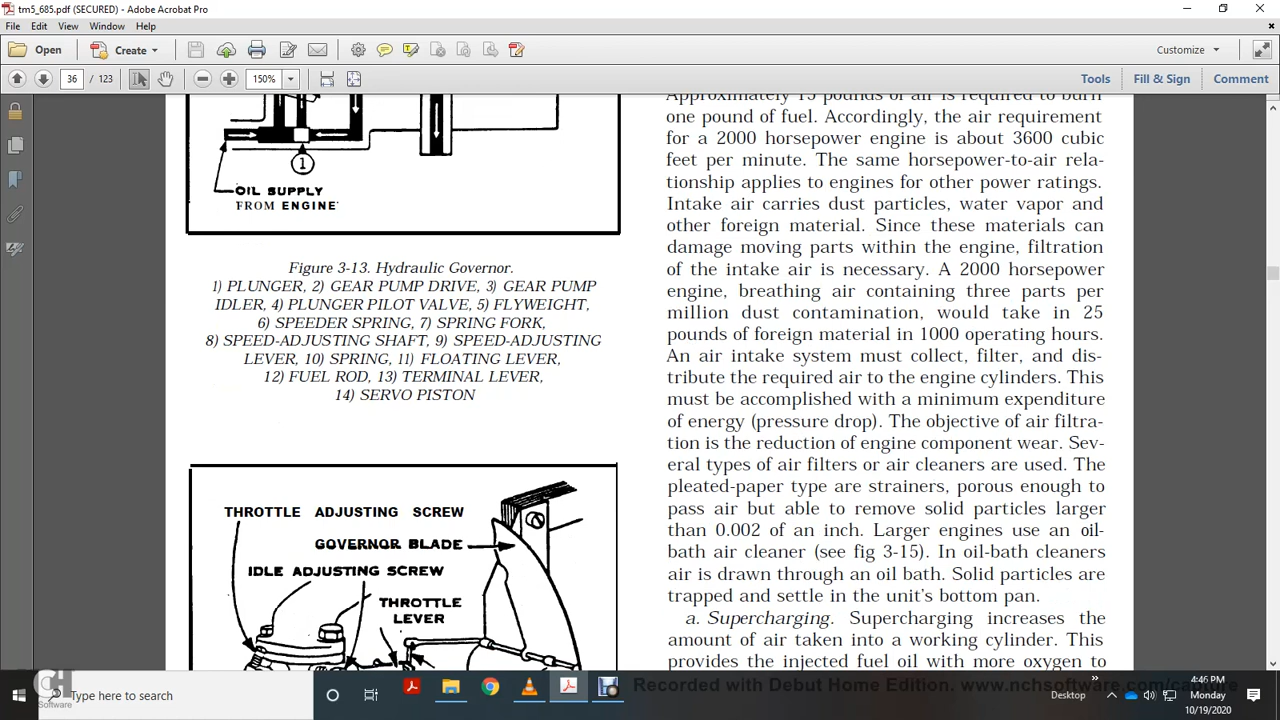 tm5_685.pdf (SECURED) - Adobe Acrobat Pro
File Edit View Window Help
Open Create Customize
36 / 123 150% Tools Fill & Sign Comment
1
OIL SUPPLY
FROM ENGINE
Figure 3-13. Hydraulic Governor.
1) PLUNGER, 2) GEAR PUMP DRIVE, 3) GEAR PUMP
IDLER, 4) PLUNGER PILOT VALVE, 5) FLYWEIGHT,
6) SPEEDER SPRING, 7) SPRING FORK,
8) SPEED-ADJUSTING SHAFT, 9) SPEED-ADJUSTING
LEVER, 10) SPRING, 11) FLOATING LEVER,
12) FUEL ROD, 13) TERMINAL LEVER,
14) SERVO PISTON
THROTTLE ADJUSTING SCREW
GOVERNOR BLADE
IDLE ADJUSTING SCREW
THROTTLE
LEVER
Approximately 15 pounds of air is required to burn
one pound of fuel. Accordingly, the air requirement
for a 2000 horsepower engine is about 3600 cubic
feet per minute. The same horsepower-to-air rela-
tionship applies to engines for other power ratings.
Intake air carries dust particles, water vapor and
other foreign material. Since these materials can
damage moving parts within the engine, filtration
of the intake air is necessary. A 2000 horsepower
engine, breathing air containing three parts per
million dust contamination, would take in 25
pounds of foreign material in 1000 operating hours.
An air intake system must collect, filter, and dis-
tribute the required air to the engine cylinders. This
must be accomplished with a minimum expenditure
of energy (pressure drop). The objective of air filtra-
tion is the reduction of engine component wear. Sev-
eral types of air filters or air cleaners are used. The
pleated-paper type are strainers, porous enough to
pass air but able to remove solid particles larger
than 0.002 of an inch. Larger engines use an oil-
bath air cleaner (see fig 3-15). In oil-bath cleaners
air is drawn through an oil bath. Solid particles are
trapped and settle in the unit's bottom pan.
a. Supercharging. Supercharging increases the
amount of air taken into a working cylinder. This
provides the injected fuel oil with more oxygen to
Recorded with Debut Home Edition. www.nchsoftware.com/capture
NCH
Software
Type here to search
Desktop
4:46 PM
Monday
10/19/2020